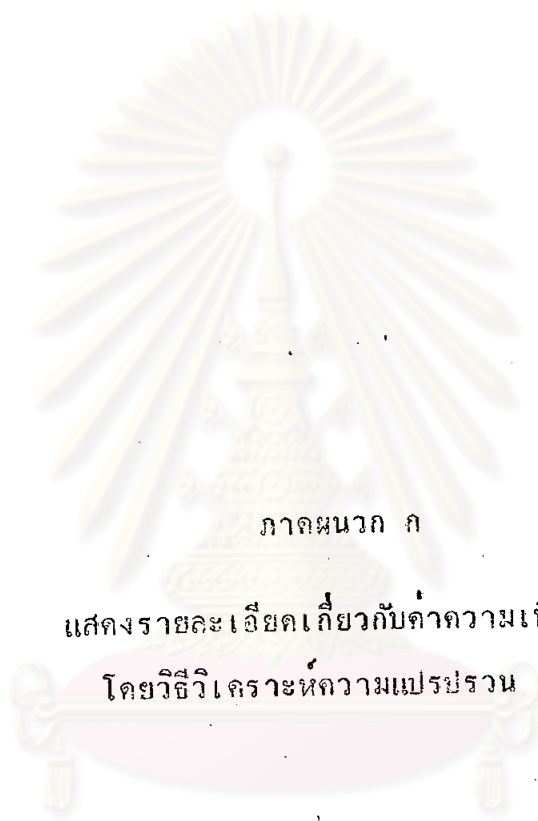 ภาคผนวก ก
แสดงรายละเอียดเกี่ยวกับค่าความ
โดยวิธีวิเคราะห์ความแปรปรวน